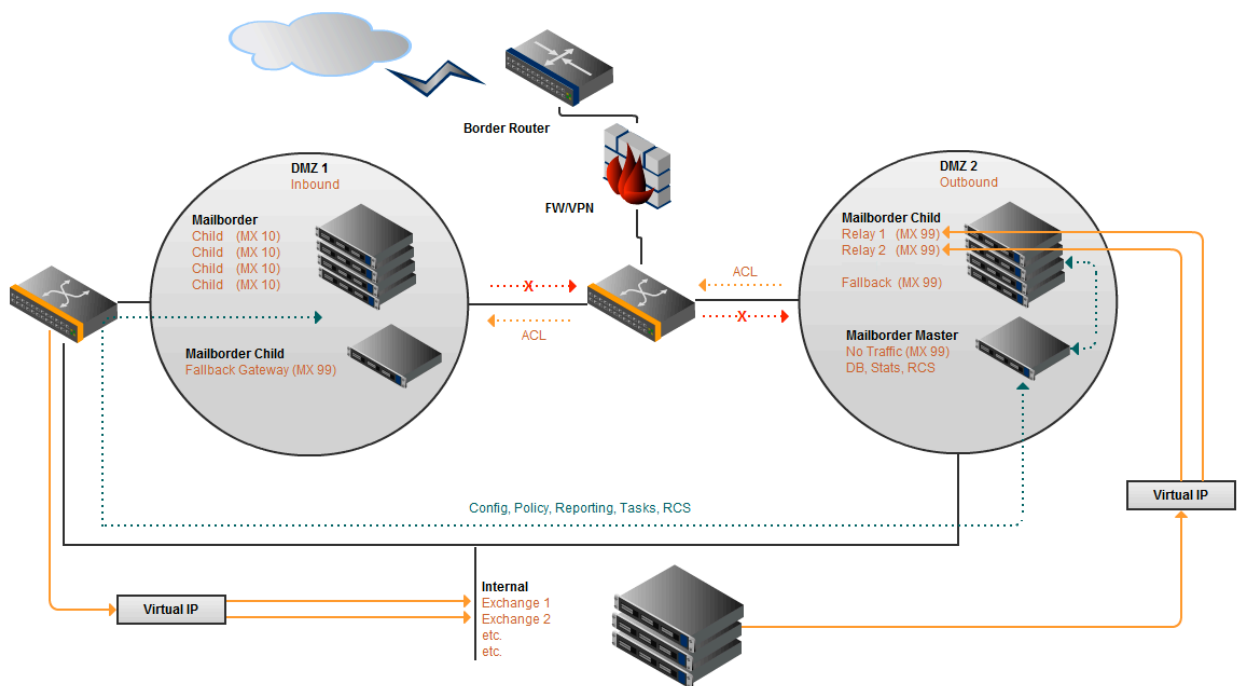 Border Router
FW/VPN
DMZ 1
Inbound
Mailborder
Child (MX 10)
Child (MX 10)
Child (MX 10)
Child (MX 10)
Mailborder Child
Fallback Gateway (MX 99)
X
ACL
ACL
X
DMZ 2
Outbound
Mailborder Child
Relay 1 (MX 99)
Relay 2 (MX 99)
Fallback (MX 99)
Mailborder Master
No Traffic (MX 99)
DB, Stats, RCS
Config, Policy, Reporting, Tasks, RCS
Virtual IP
Virtual IP
Internal
Exchange 1
Exchange 2
etc.
etc.